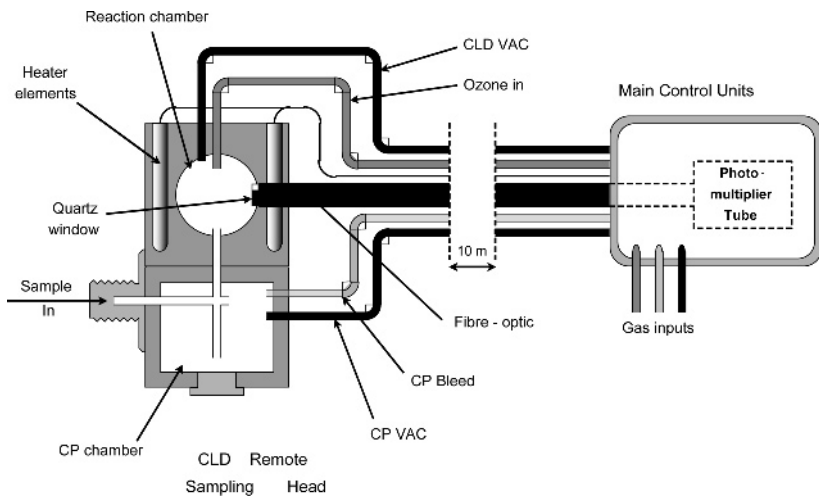 Reaction chamber
CLD VAC
Heater
elements
Ozone in
Main Control Units
Photo -
multiplier
Tube
Quartz
window
10 m
Sample
In
Fibre - optic
Gas inputs
CP Bleed
CP chamber
CP VAC
CLD Remote
Sampling Head